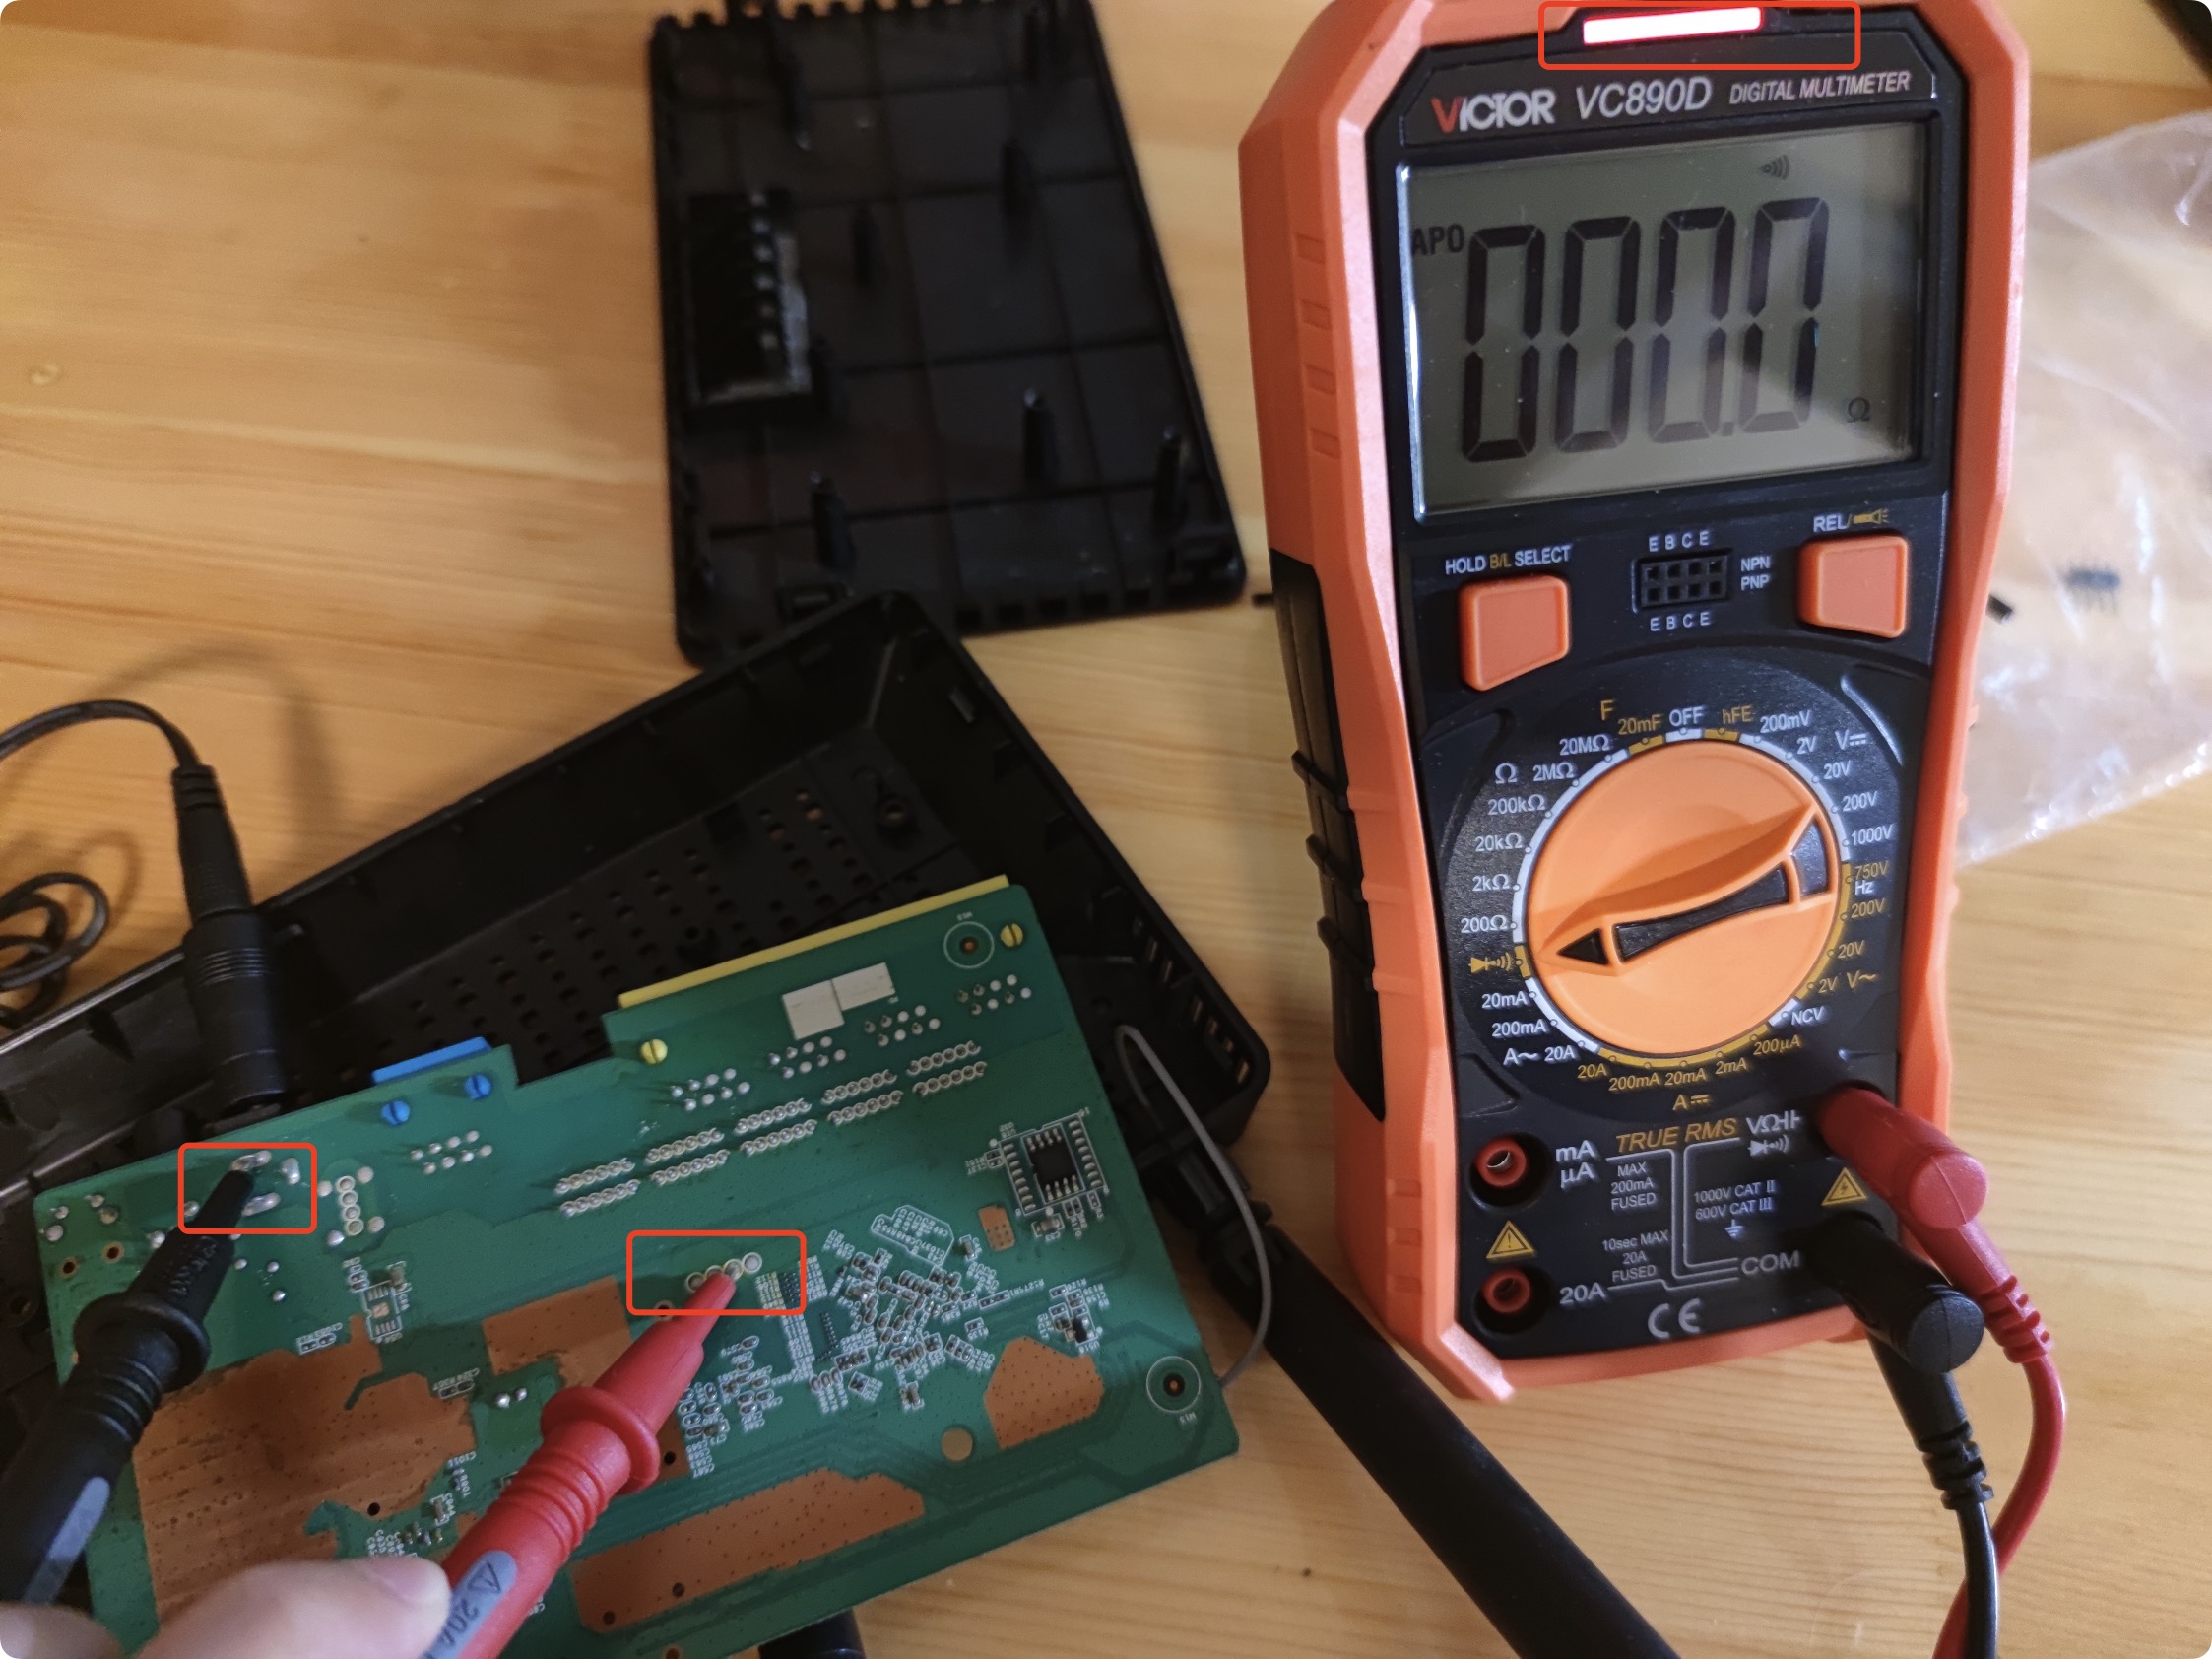 VICTOR VC890D DIGITAL MULTIMETER
APO
000.0
Ω
HOLD B/L SELECT
E B C E
NPN
PNP
E B C E
REL/
F
20mF
OFF
hFE
200mV
2V
V
20V
200V
1000V
750V
Hz
200V
20V
2V
V~
NCV
200μA
2mA
20mA
200mA
A
20A
A~ 20A
200mA
20mA
200Ω
2kΩ
20kΩ
200kΩ
Ω 2MΩ
20MΩ
TRUE RMS
VΩ
mA
μA
MAX
200mA
FUSED
1000V CAT II
600V CAT III
10sec MAX
20A
FUSED
20A
COM
CE